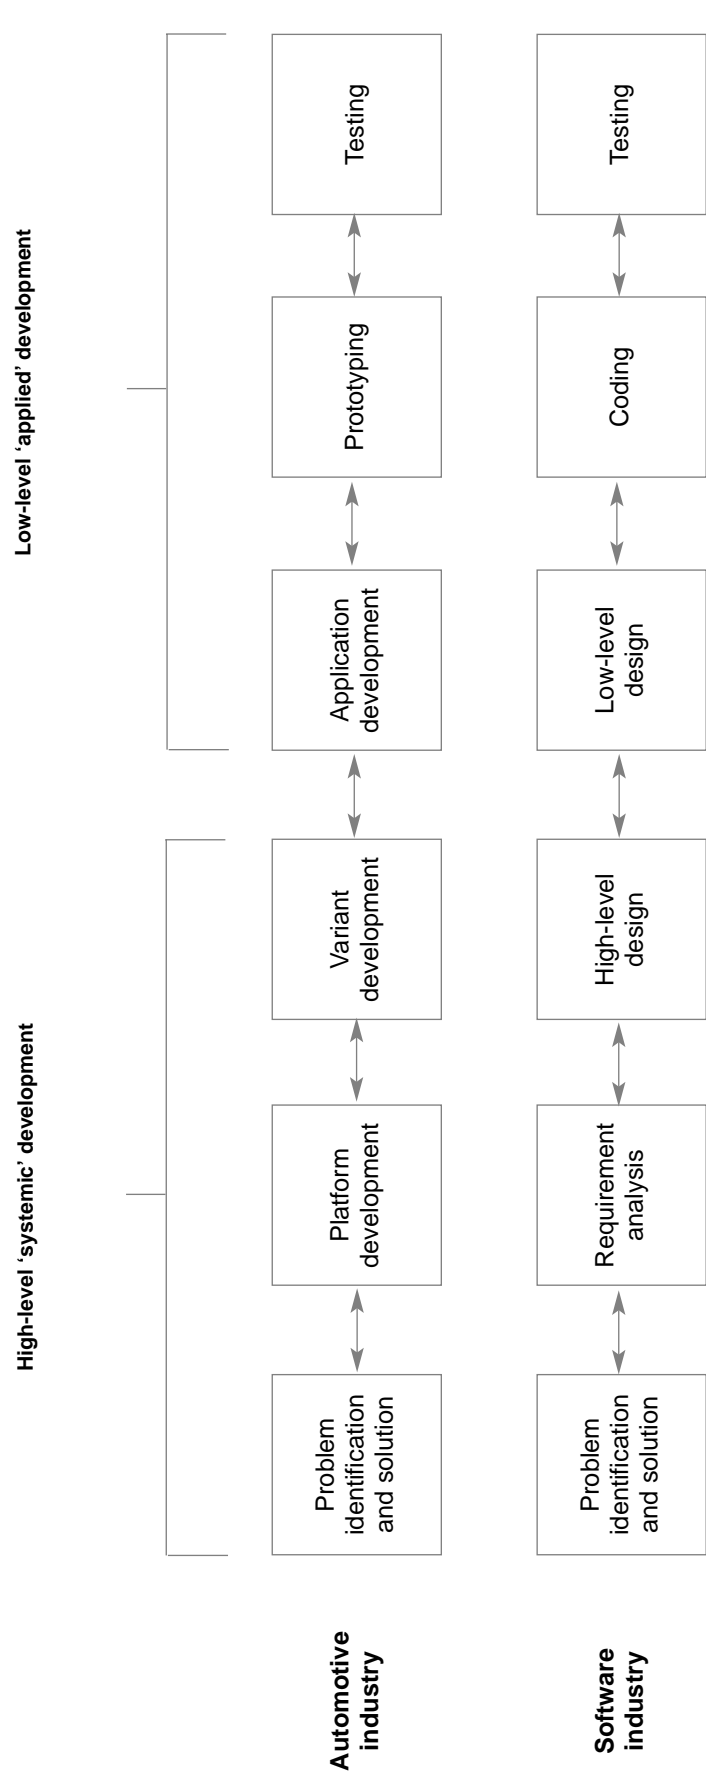 High-level ‘systemic’ development
Low-level ‘applied’ development
Automotive
industry
Problem
identification
and solution
Platform
development
Variant
development
Application
development
Prototyping
Testing
Software
industry
Problem
identification
and solution
Requirement
analysis
High-level
design
Low-level
design
Coding
Testing